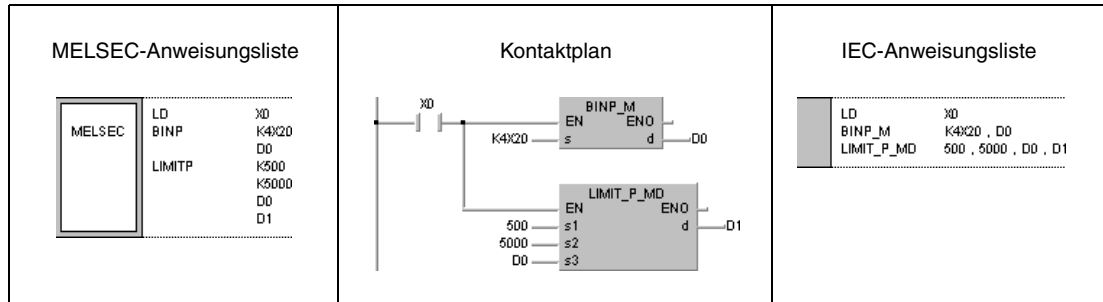 MELSEC-Anweisungsliste
MELSEC
LD X0
BINP K4X20
D0
LIMITP K500
K5000
D0
D1
Kontaktplan
X0
BINP_M
EN ENO
K4X20 s d D0
LIMIT_P_MD
EN ENO
500 s1 d D1
5000 s2
D0 s3
IEC-Anweisungsliste
LD X0
BINP_M K4X20 , D0
LIMIT_P_MD 500 , 5000 , D0 , D1